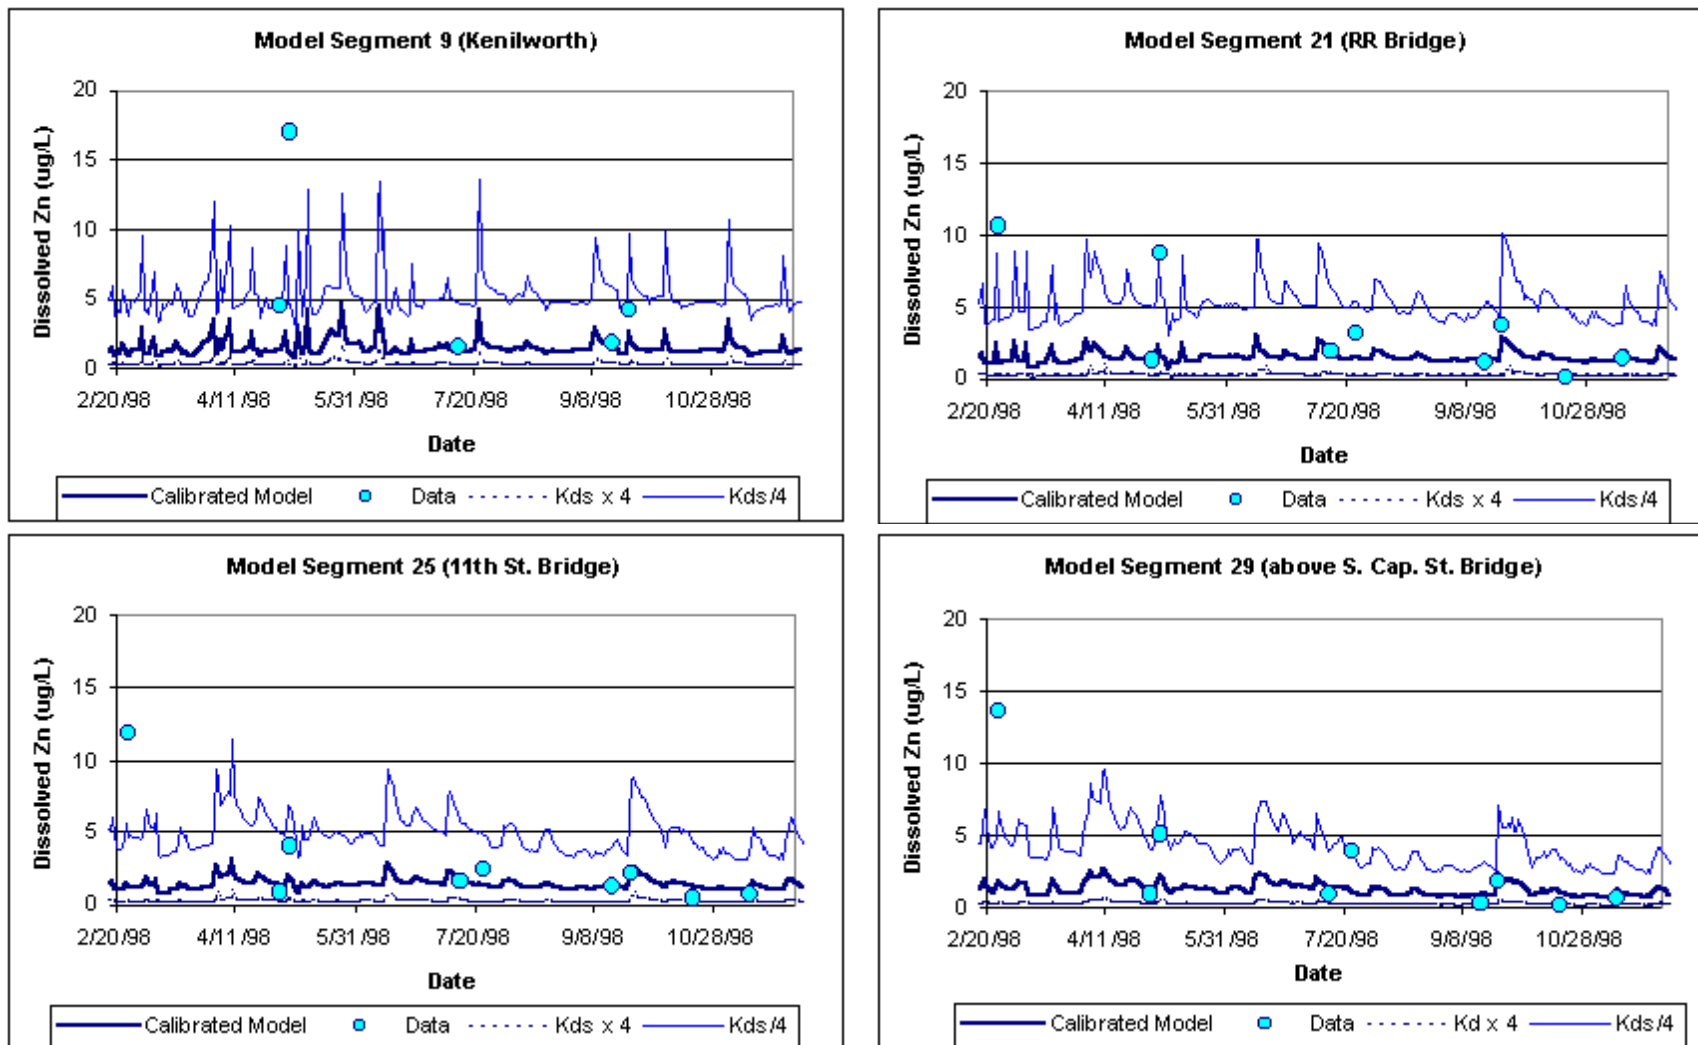 Model Segment 9 (Kenilworth)
Dissolved Zn (ug/L)
20
15
10
5
0
2/20/98 4/11/98 5/31/98 7/20/98 9/8/98 10/28/98
Date
Calibrated Model Data Kds x 4 Kds/4
Model Segment 21 (RR Bridge)
Dissolved Zn (ug/L)
20
15
10
5
0
2/20/98 4/11/98 5/31/98 7/20/98 9/8/98 10/28/98
Date
Calibrated Model Data Kds x 4 Kds/4
Model Segment 25 (11th St. Bridge)
Dissolved Zn (ug/L)
20
15
10
5
0
2/20/98 4/11/98 5/31/98 7/20/98 9/8/98 10/28/98
Date
Calibrated Model Data Kds x 4 Kds/4
Model Segment 29 (above S. Cap. St. Bridge)
Dissolved Zn (ug/L)
20
15
10
5
0
2/20/98 4/11/98 5/31/98 7/20/98 9/8/98 10/28/98
Date
Calibrated Model Data Kd x 4 Kds/4